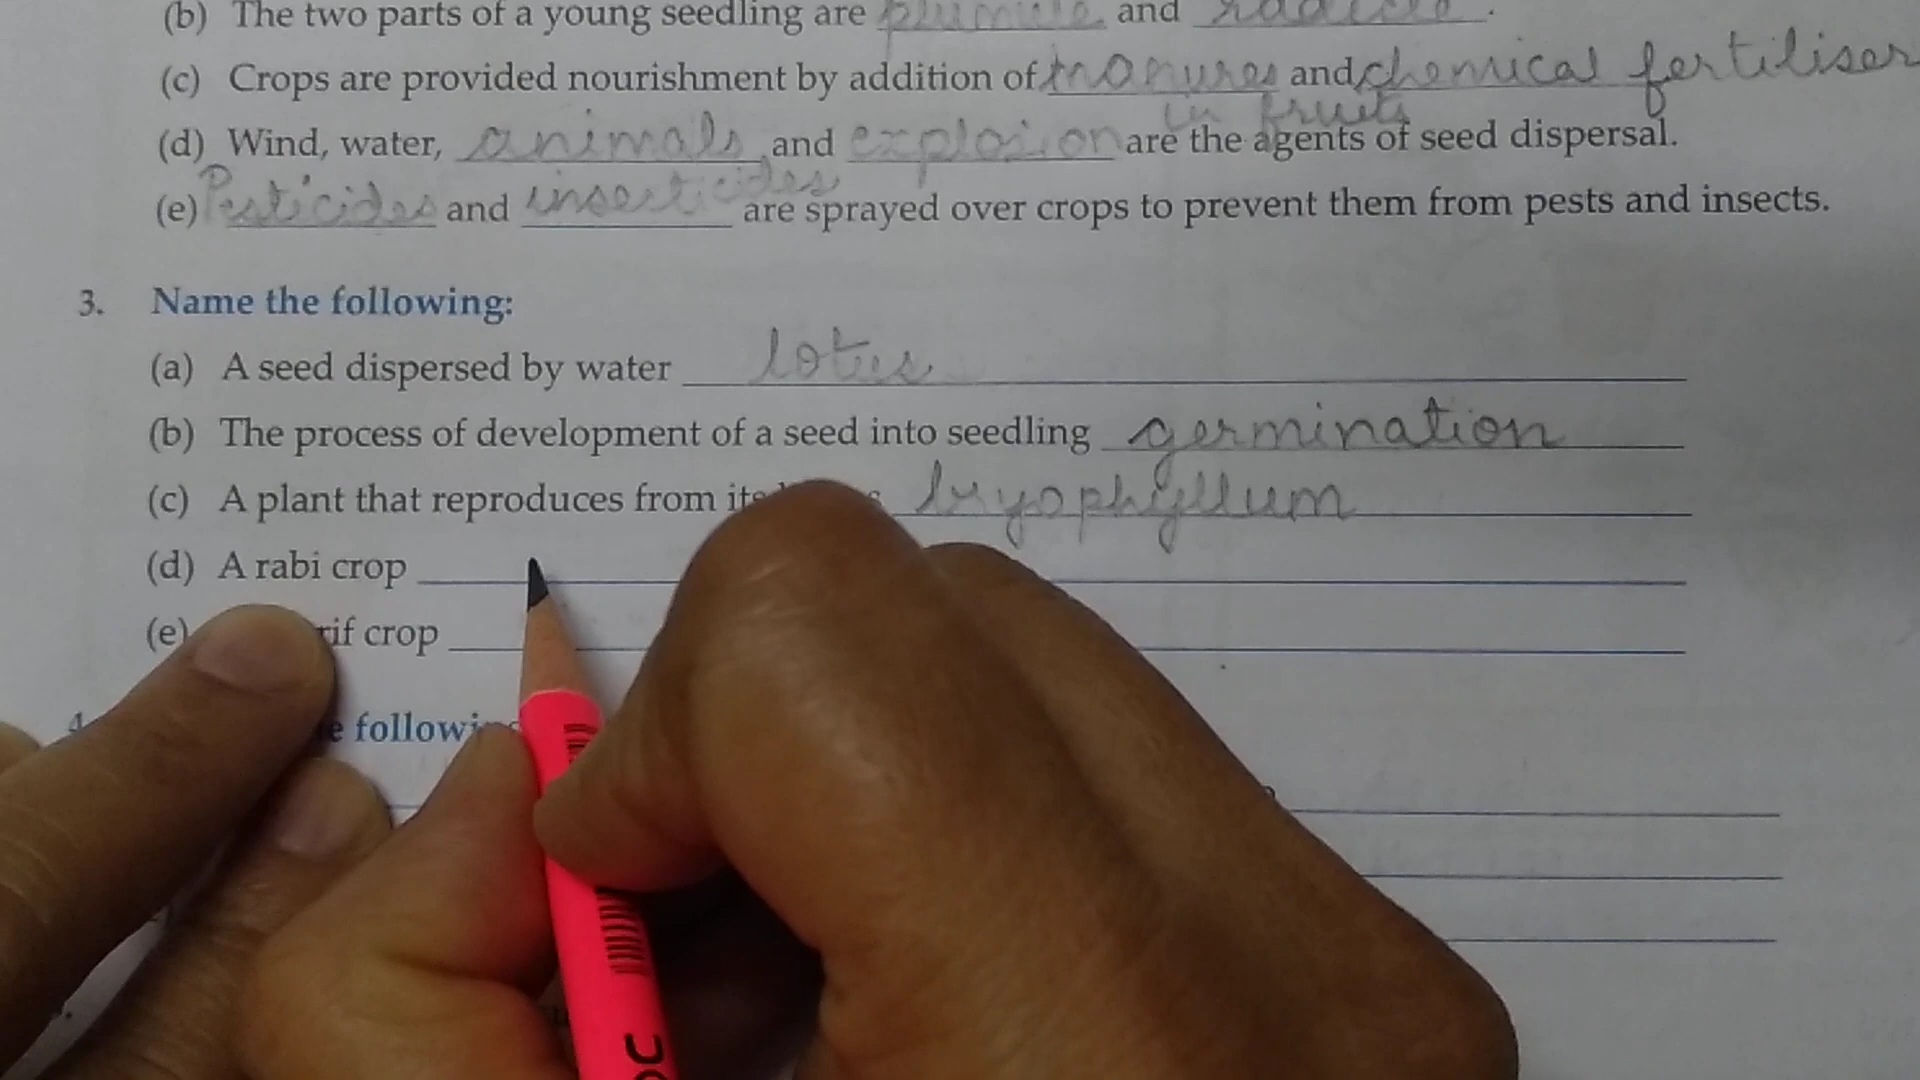 (b) The two parts of a young seedling are plumule and radicle.
(c) Crops are provided nourishment by addition of manures and chemical fertiliser
in fruits
(d) Wind, water, animals and explosion are the agents of seed dispersal.
(e) Pesticides and insecticides are sprayed over crops to prevent them from pests and insects.
3. Name the following:
(a) A seed dispersed by water lotus
(b) The process of development of a seed into seedling germination
(c) A plant that reproduces from its bryophyllum
(d) A rabi crop
(e) rif crop
4. e following